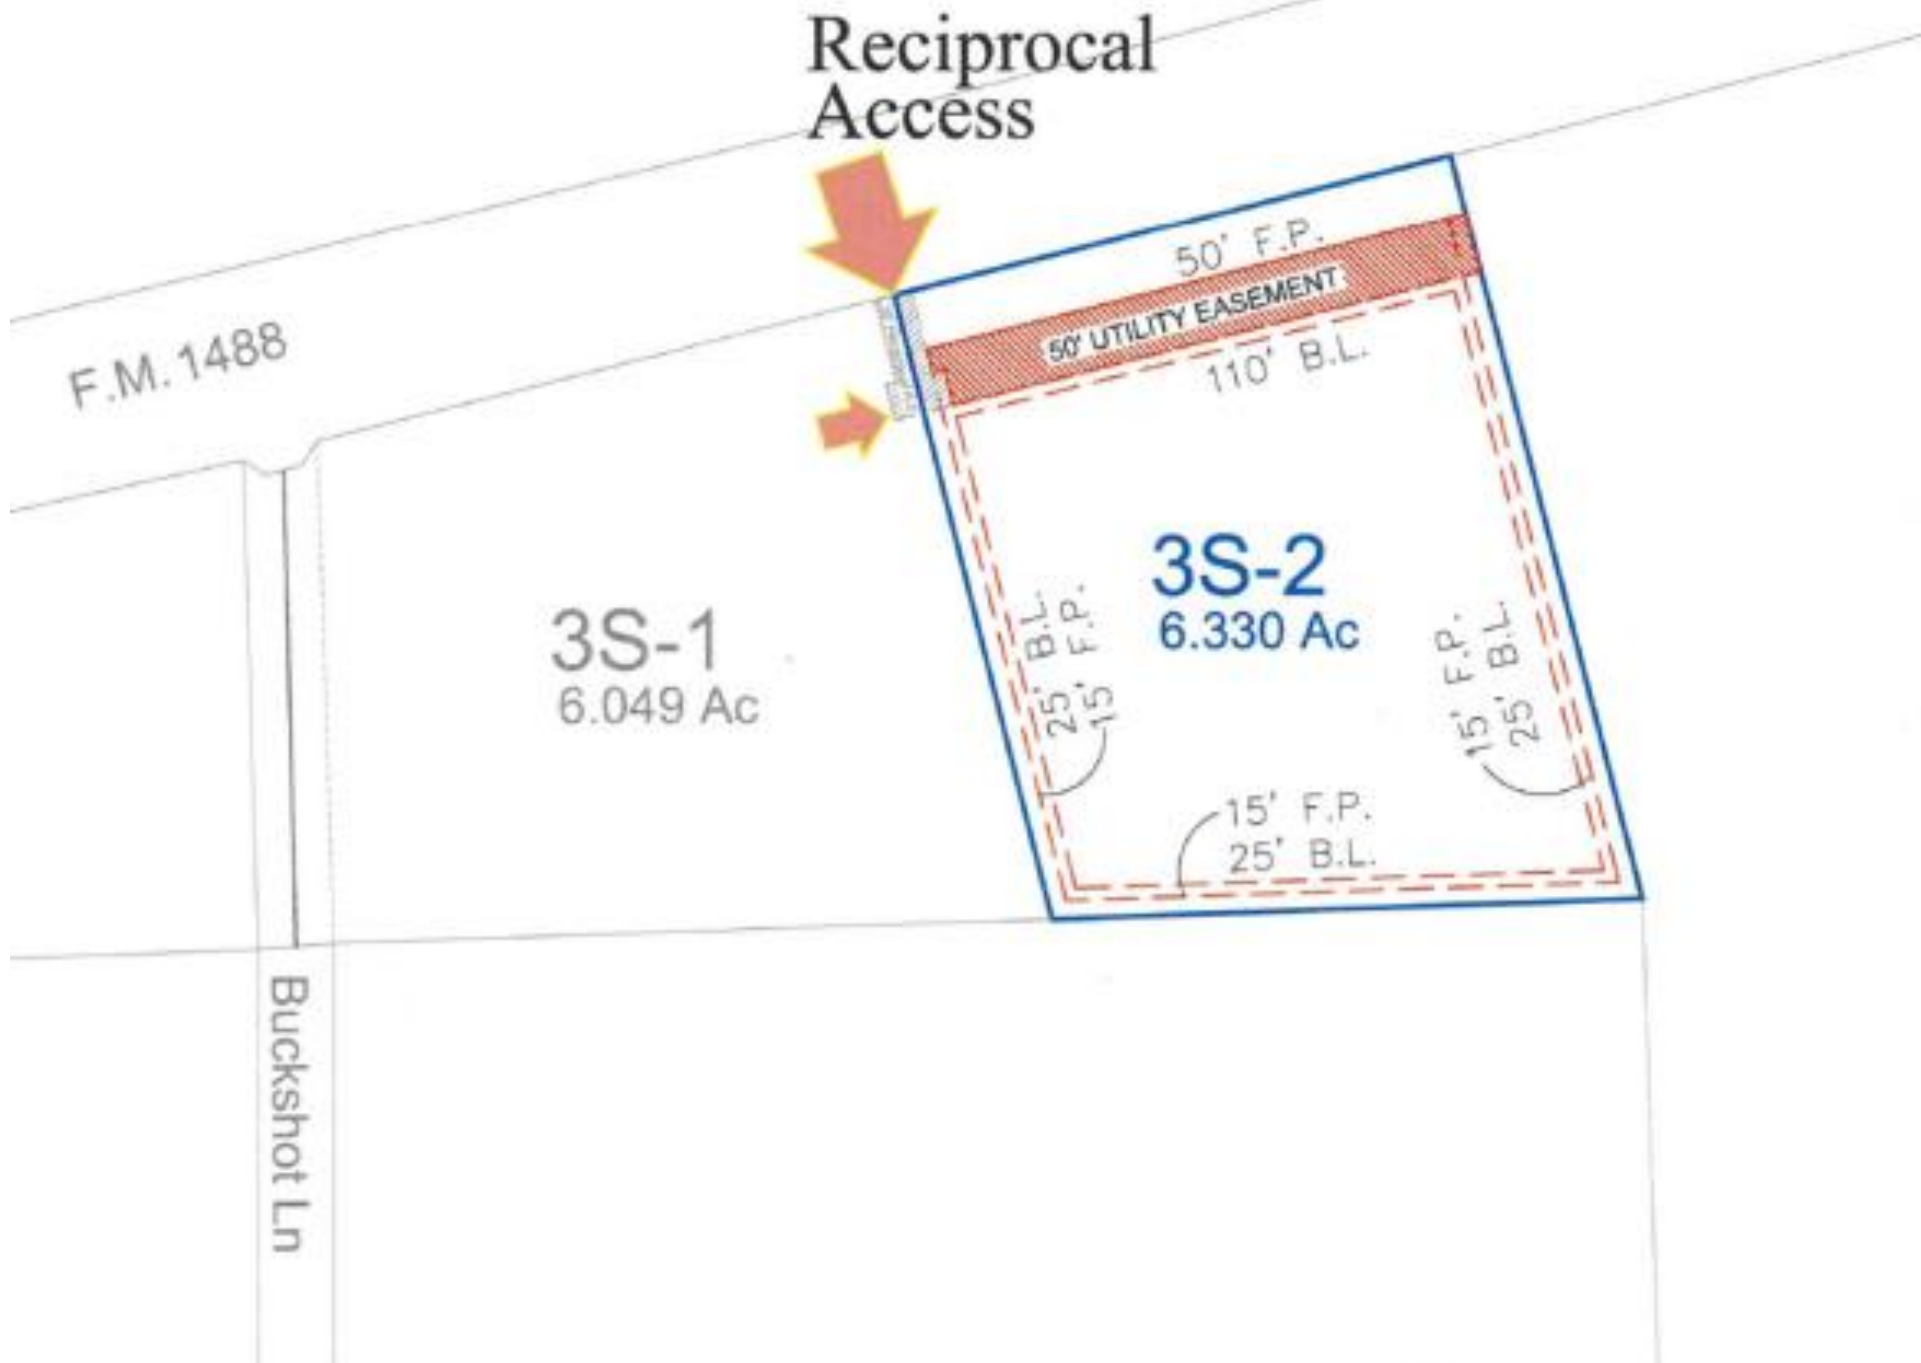 Reciprocal
Access
F.M. 1488
50' F.P.
50' UTILITY EASEMENT
110' B.L.
3S-1
6.049 Ac
3S-2
6.330 Ac
25' B.L.
15' F.P.
15' F.P.
25' B.L.
15' F.P.
25' B.L.
Buckshot Ln